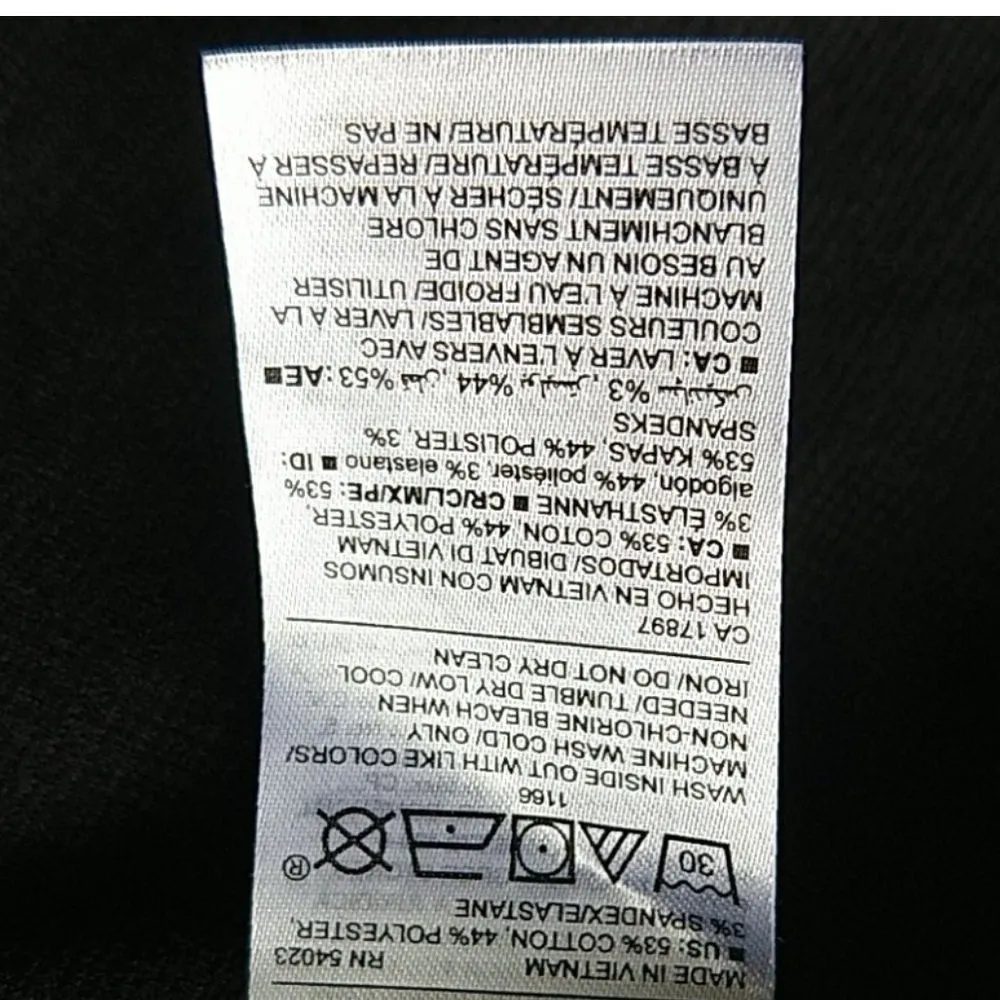 MADE IN VIETNAM RN 54023
■ US: 53% COTTON, 44% POLYESTER,
3% SPANDEX/ELASTANE
30 ®
1166
WASH INSIDE OUT WITH LIKE COLORS/
MACHINE WASH COLD/ ONLY
NON-CHLORINE BLEACH WHEN
NEEDED/ TUMBLE DRY LOW/ COOL
IRON/ DO NOT DRY CLEAN
CA 17897
HECHO EN VIETNAM CON INSUMOS
IMPORTADOS/ DIBUAT DI VIETNAM
■ CA: 53% COTON, 44% POLYESTER,
3% ÉLASTHANNE ■ CR/CL/MX/PE: 53%
algodón, 44% poliéster, 3% elastano ■ ID:
53% KAPAS, 44% POLISTER, 3%
SPANDEKS
■ AE: 53% قطن, 44% بوليستر, 3% سباندكس
■ CA: LAVER À L'ENVERS AVEC
COULEURS SEMBLABLES/ LAVER À LA
MACHINE À L'EAU FROIDE/ UTILISER
AU BESOIN UN AGENT DE
BLANCHIMENT SANS CHLORE
UNIQUEMENT/ SÉCHER À LA MACHINE
A BASSE TEMPÉRATURE/ REPASSER À
BASSE TEMPÉRATURE/ NE PAS